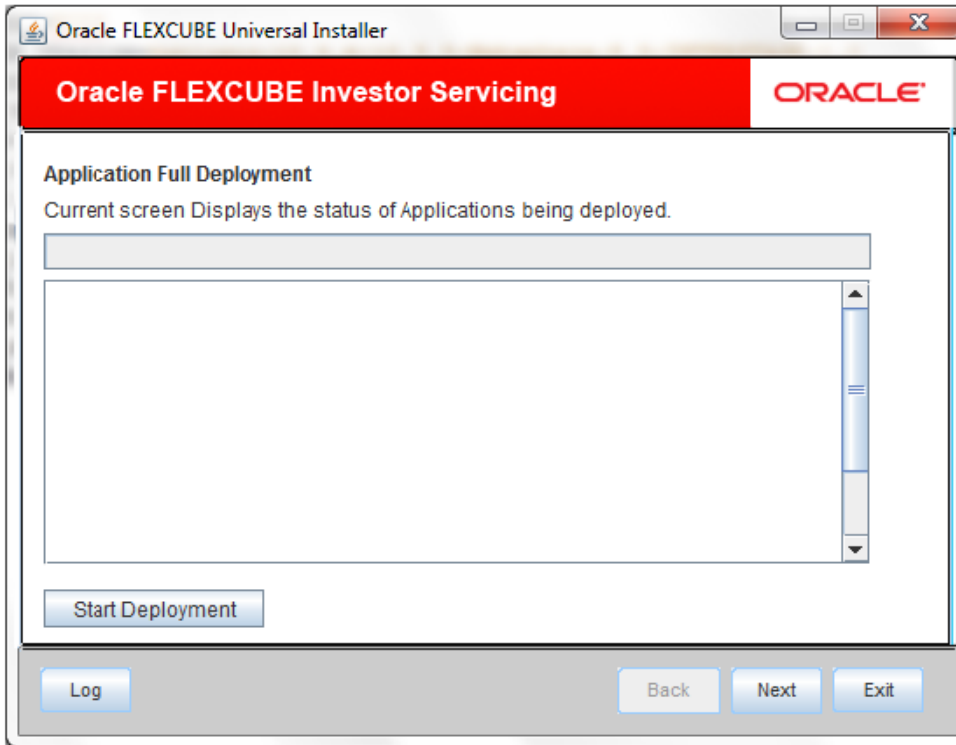 Oracle FLEXCUBE Universal Installer
Oracle FLEXCUBE Investor Servicing
ORACLE
Application Full Deployment
Current screen Displays the status of Applications being deployed.
Start Deployment
Log
Back
Next
Exit